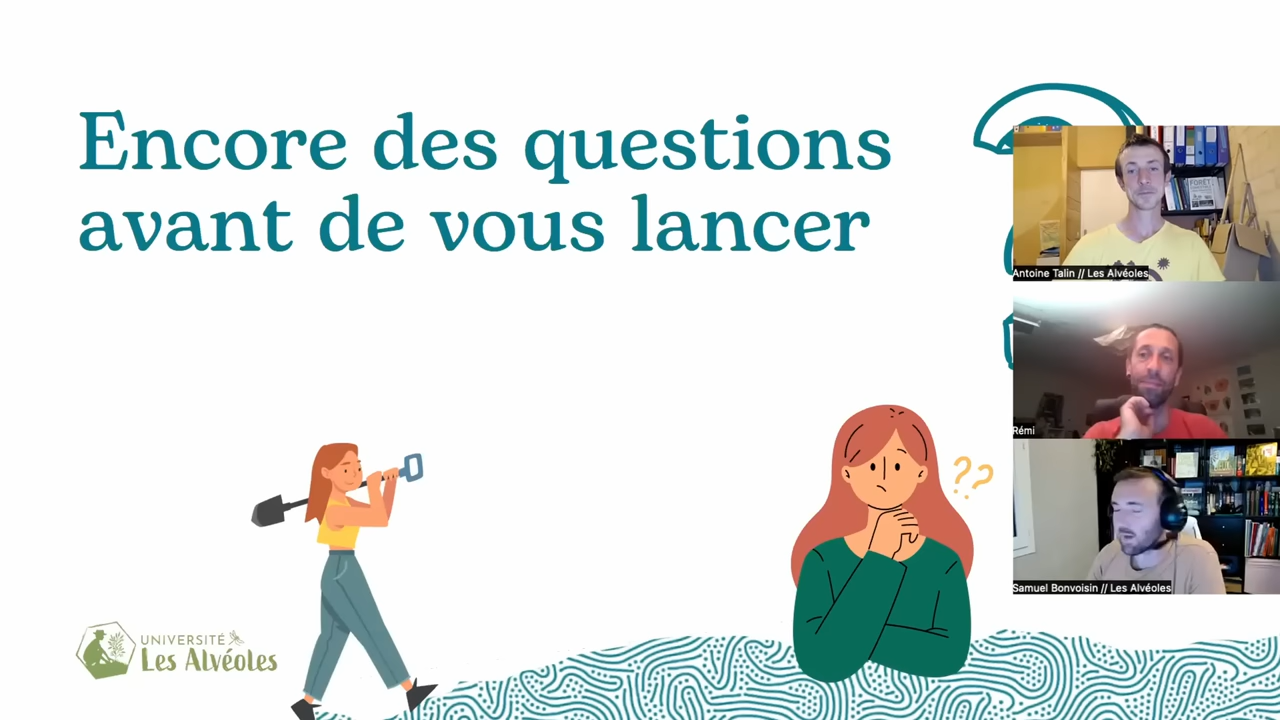 Encore des questions
avant de vous lancer
??
UNIVERSITÉ
Les Alvéoles
Antoine Talin // Les Alvéoles
FORÊT
Rémi
Samuel Bonvoisin // Les Alvéoles